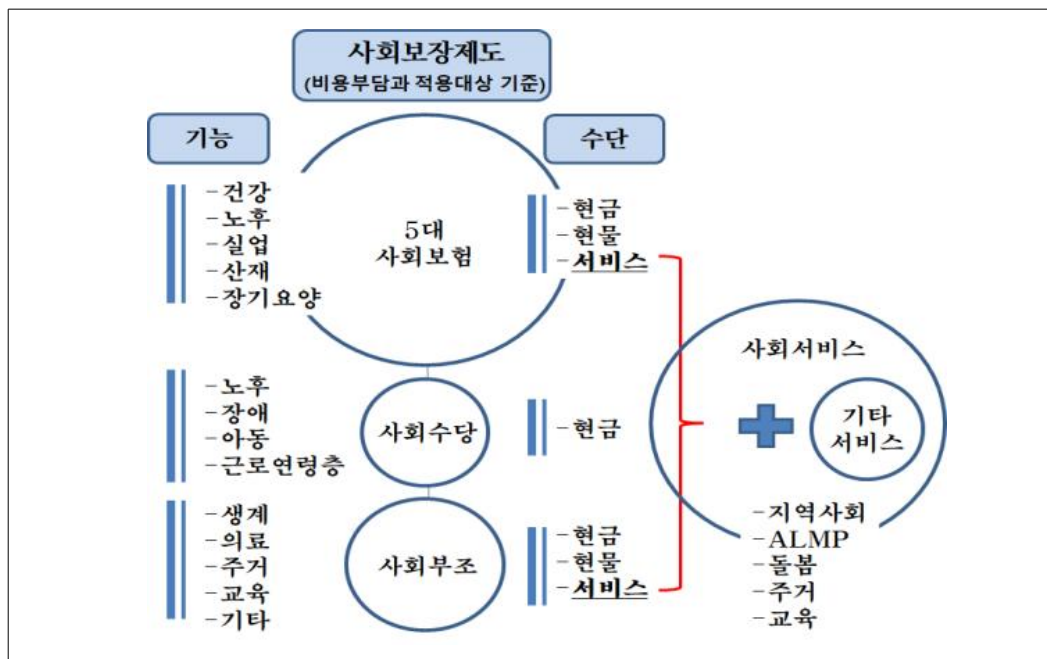 사회보장제도
(비용부담과 적용대상 기준)
기능
수단
-건강
-노후
-실업
-산재
-장기요양
5대
사회보험
-현금
-현물
-서비스
-노후
-장애
-아동
-근로연령층
사회수당
-현금
-생계
-의료
-주거
-교육
-기타
사회부조
-현금
-현물
-서비스
사회서비스
기타
서비스
-지역사회
-ALMP
-돌봄
-주거
-교육